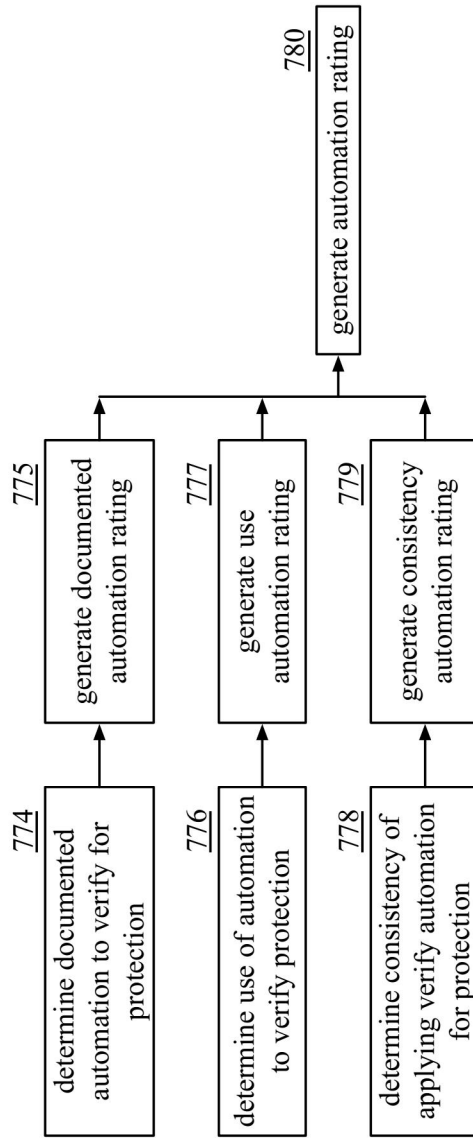 774
determine documented
automation to verify for
protection
775
generate documented
automation rating
776
determine use of automation
to verify protection
777
generate use
automation rating
778
determine consistency of
applying verify automation
for protection
779
generate consistency
automation rating
780
generate automation rating